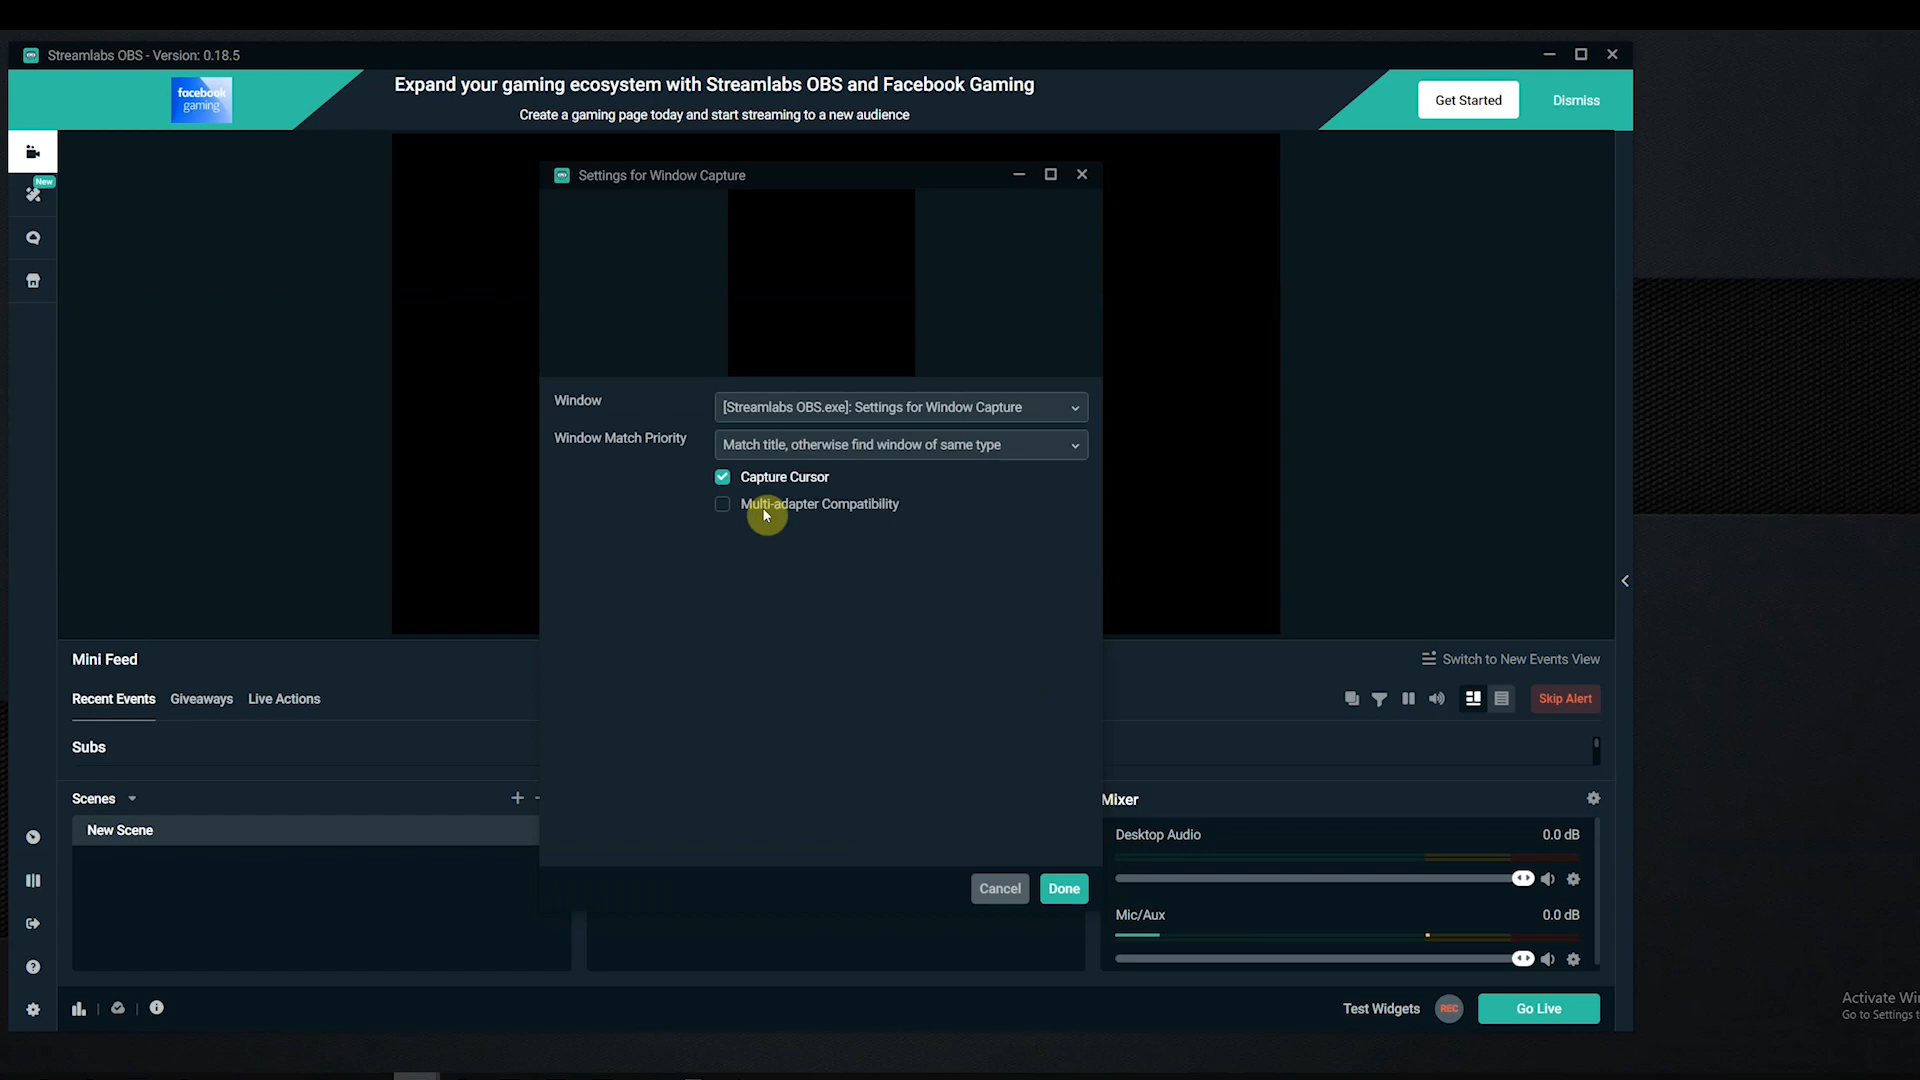 Streamlabs OBS - Version: 0.18.5
facebook
gaming
Expand your gaming ecosystem with Streamlabs OBS and Facebook Gaming
Create a gaming page today and start streaming to a new audience
Get Started
Dismiss
New
Settings for Window Capture
Window
[Streamlabs OBS.exe]: Settings for Window Capture
Window Match Priority
Match title, otherwise find window of same type
Capture Cursor
Multi-adapter Compatibility
Cancel
Done
Mini Feed
Switch to New Events View
Recent Events
Giveaways
Live Actions
Skip Alert
Subs
Scenes
New Scene
Mixer
Desktop Audio
0.0 dB
Mic/Aux
0.0 dB
Test Widgets
REC
Go Live
Activate Wi
Go to Settings t